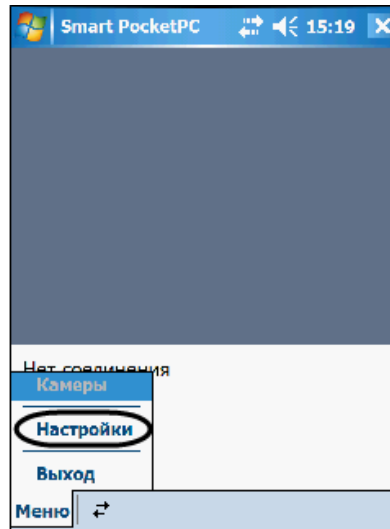 Smart PocketPC 15:19
Нет соединения
Камеры
Настройки
Выход
Меню